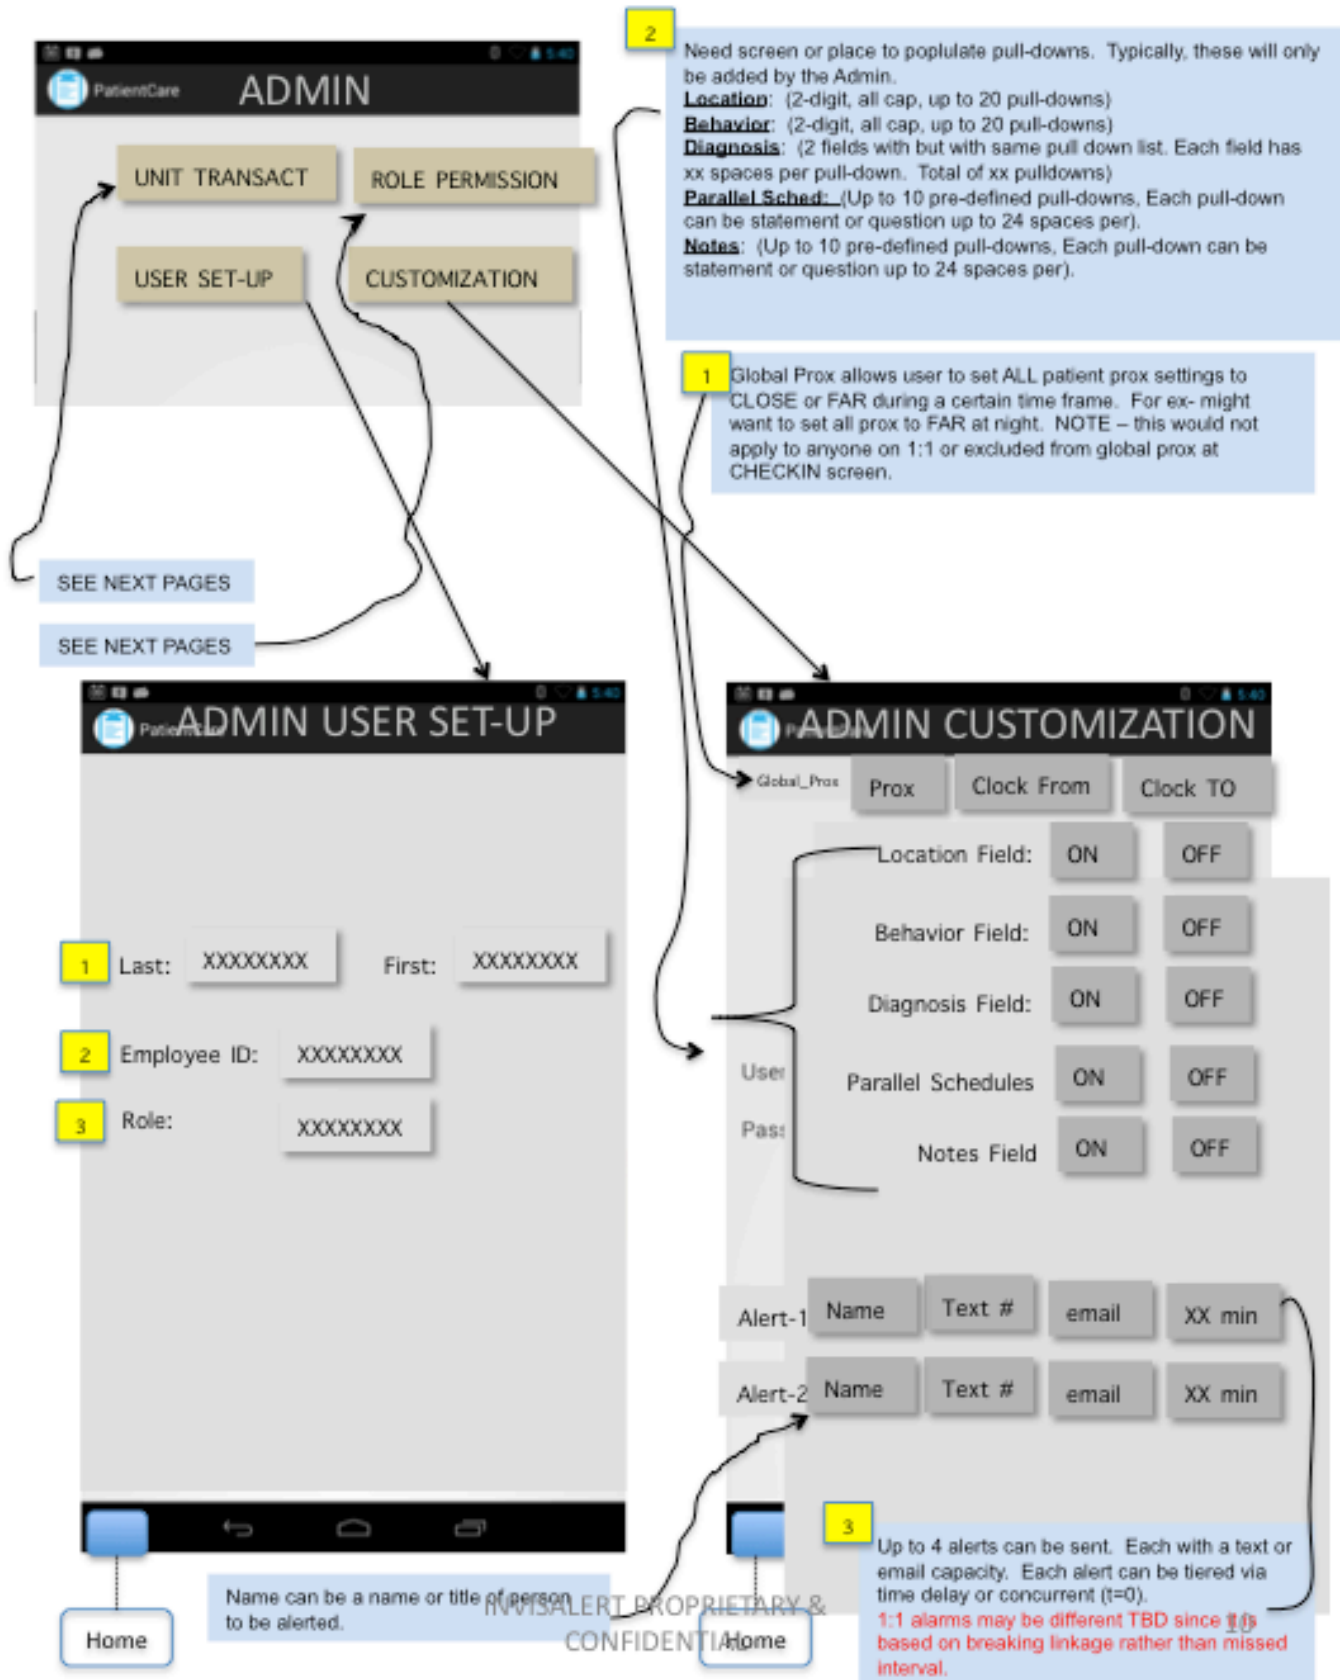 5:40
PatientCare
ADMIN
UNIT TRANSACT
ROLE PERMISSION
USER SET-UP
CUSTOMIZATION
2
Need screen or place to poplulate pull-downs. Typically, these will only
be added by the Admin.
Location: (2-digit, all cap, up to 20 pull-downs)
Behavior: (2-digit, all cap, up to 20 pull-downs)
Diagnosis: (2 fields with but with same pull down list. Each field has
xx spaces per pull-down. Total of xx pulldowns)
Parallel Sched: (Up to 10 pre-defined pull-downs, Each pull-down
can be statement or question up to 24 spaces per).
Notes: (Up to 10 pre-defined pull-downs, Each pull-down can be
statement or question up to 24 spaces per).
1
Global Prox allows user to set ALL patient prox settings to
CLOSE or FAR during a certain time frame. For ex- might
want to set all prox to FAR at night. NOTE – this would not
apply to anyone on 1:1 or excluded from global prox at
CHECKIN screen.
SEE NEXT PAGES
SEE NEXT PAGES
5:40
PatientCare
ADMIN USER SET-UP
1 Last: XXXXXXXX First: XXXXXXXX
2 Employee ID: XXXXXXXX
3 Role: XXXXXXXX
Home
Name can be a name or title of person
to be alerted.
5:40
ADMIN CUSTOMIZATION
Global_Prox Prox Clock From Clock TO
Location Field: ON OFF
Behavior Field: ON OFF
Diagnosis Field: ON OFF
User
Parallel Schedules ON OFF
Pass
Notes Field ON OFF
Alert-1 Name Text # email XX min
Alert-2 Name Text # email XX min
3
Up to 4 alerts can be sent. Each with a text or
email capacity. Each alert can be tiered via
time delay or concurrent (t=0).
1:1 alarms may be different TBD since it is
based on breaking linkage rather than missed
interval.
Home
INVISALERT PROPRIETARY &
CONFIDENTIAL
10